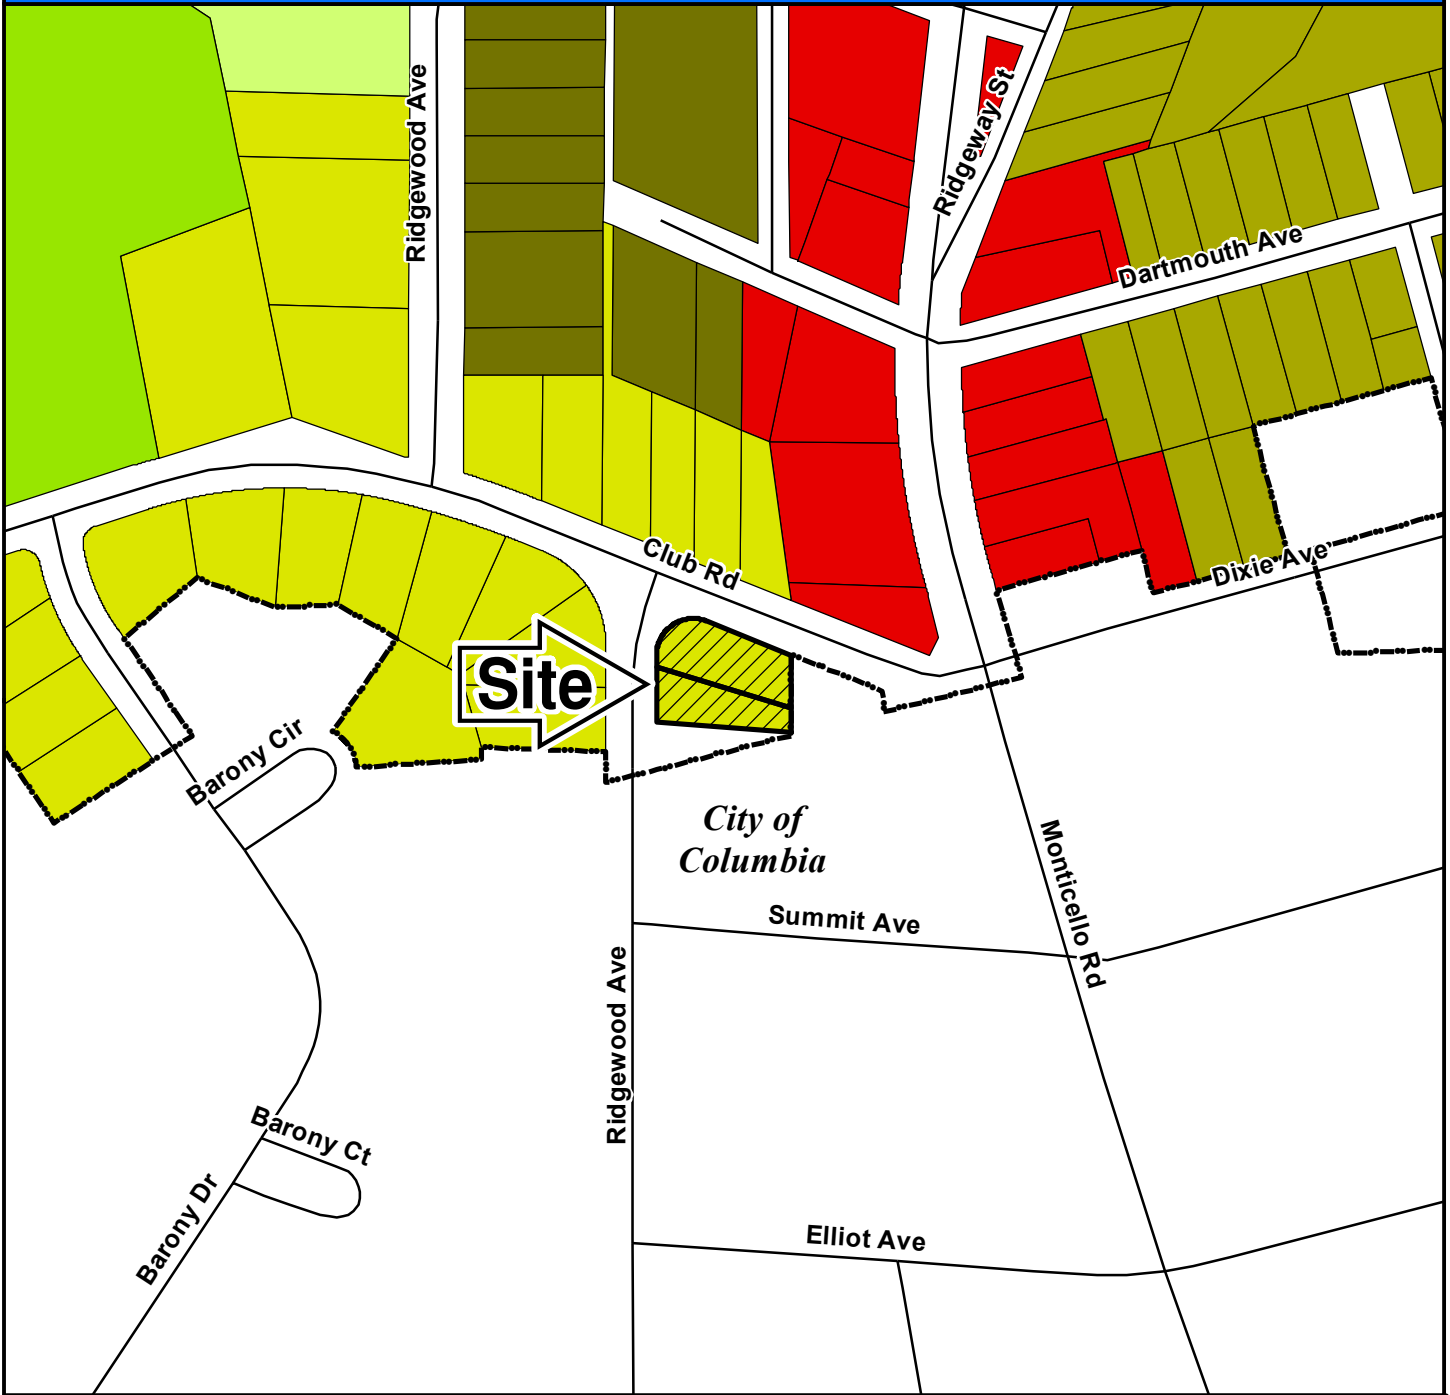 Ridgewood Ave
Ridgeway St
Dartmouth Ave
Club Rd
Dixie Ave
Site
Barony Cir
City of
Columbia
Monticello Rd
Summit Ave
Ridgewood Ave
Barony Ct
Barony Dr
Elliot Ave